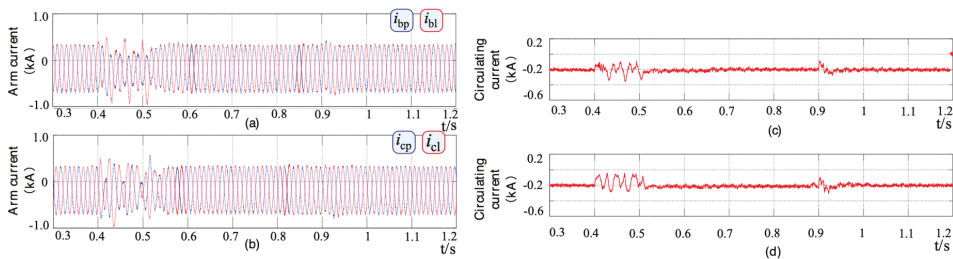 1.0
i_bp i_bl
Arm current
(kA)
0
-1.0
0.3 0.4 0.5 0.6 0.7 0.8 0.9 1 1.1 1.2
(a)
t/s
1.0
i_cp i_cl
Arm current
(kA)
0
-1.0
0.3 0.4 0.5 0.6 0.7 0.8 0.9 1 1.1 1.2
(b)
t/s
Circulating
current
(kA)
0.2
-0.2
-0.6
0.3 0.4 0.5 0.6 0.7 0.8 0.9 1.0 1.1 1.2
(c)
t/s
Circulating
current
(kA)
0.2
-0.2
-0.6
0.3 0.4 0.5 0.6 0.7 0.8 0.9 1 1.1 1.2
(d)
t/s